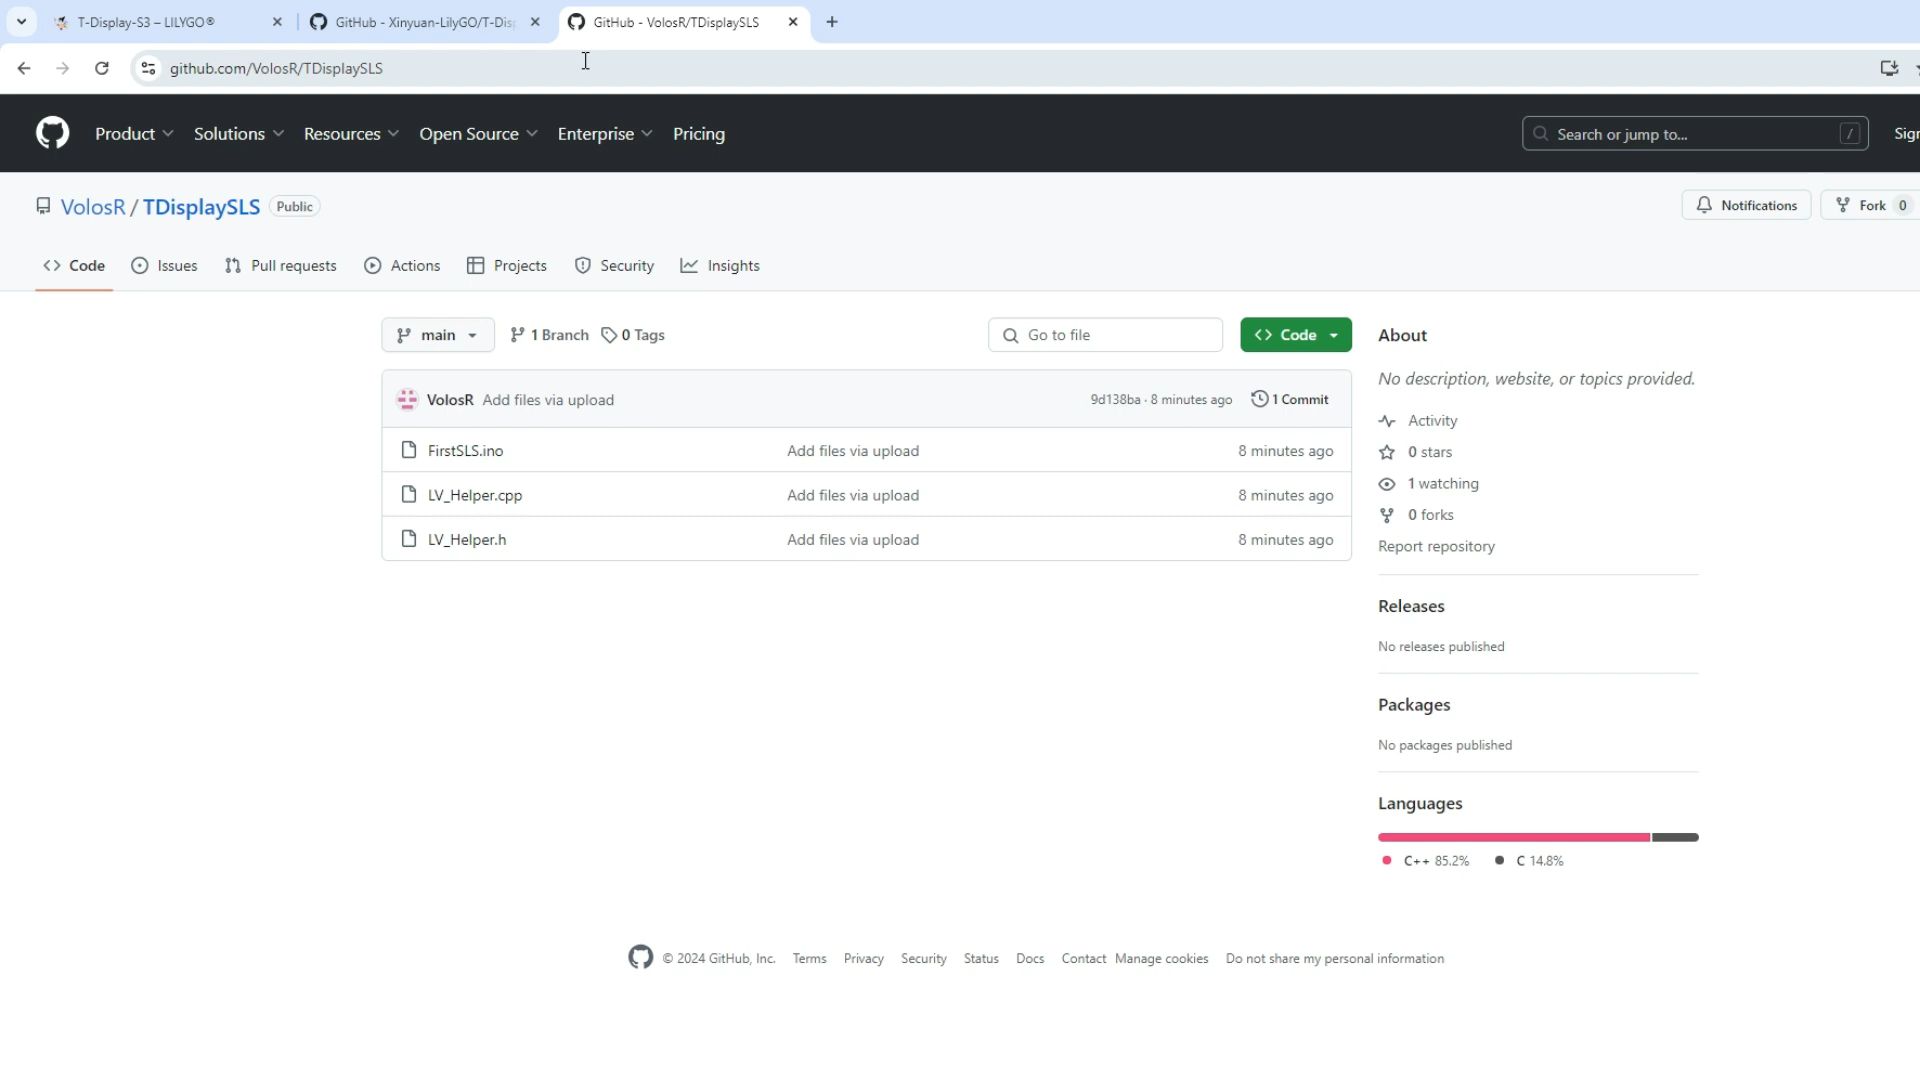 T-Display-S3 – LILYGO®
GitHub - Xinyuan-LilyGO/T-Disp
GitHub - VolosR/TDisplaySLS
github.com/VolosR/TDisplaySLS
Product Solutions Resources Open Source Enterprise Pricing
Search or jump to... /
Sign
VolosR / TDisplaySLS Public
Notifications
Fork 0
Code Issues Pull requests Actions Projects Security Insights
main 1 Branch 0 Tags
Go to file
Code
About
No description, website, or topics provided.
VolosR Add files via upload 9d138ba · 8 minutes ago 1 Commit
FirstSLS.ino Add files via upload 8 minutes ago
LV_Helper.cpp Add files via upload 8 minutes ago
LV_Helper.h Add files via upload 8 minutes ago
Activity
0 stars
1 watching
0 forks
Report repository
Releases
No releases published
Packages
No packages published
Languages
C++ 85.2% C 14.8%
© 2024 GitHub, Inc. Terms Privacy Security Status Docs Contact Manage cookies Do not share my personal information